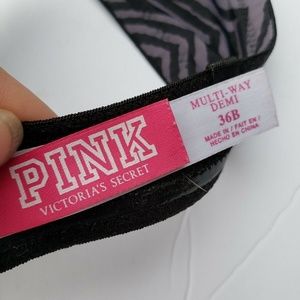 PINK
VICTORIA'S SECRET
MULTI-WAY
DEMI
36B
MADE IN / FAIT EN /
HECHO EN CHINA